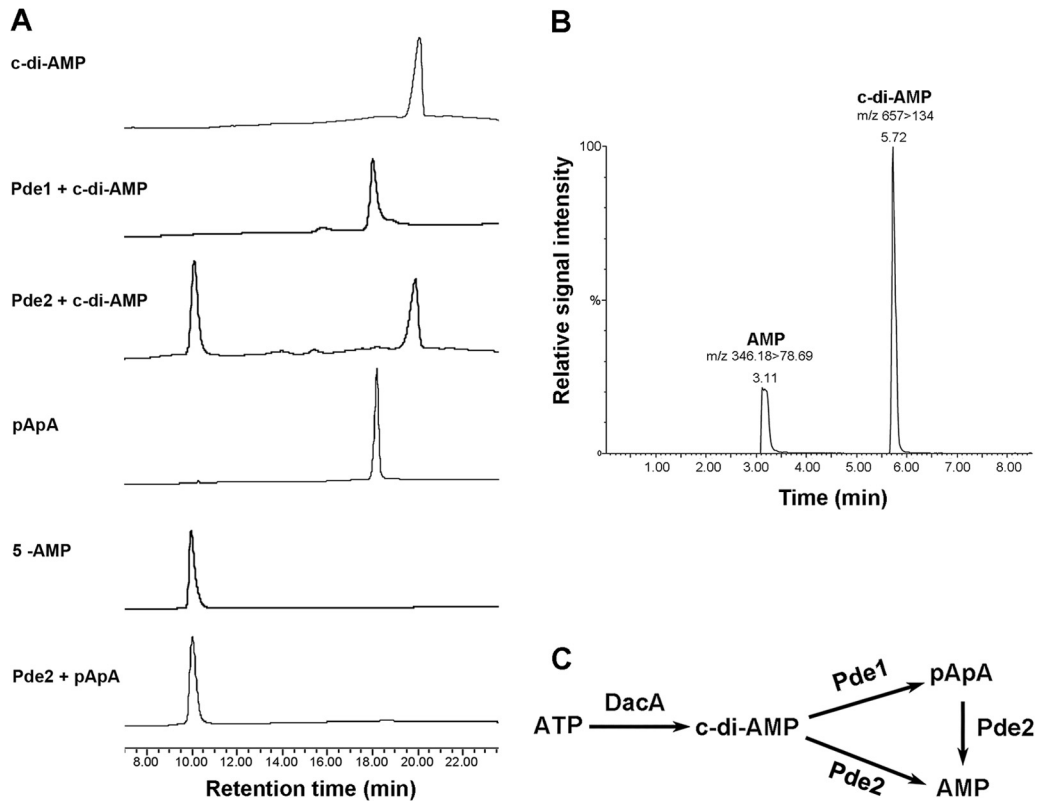 A
c-di-AMP
Pde1 + c-di-AMP
Pde2 + c-di-AMP
pApA
5 -AMP
Pde2 + pApA
10.00 12.00 14.00 16.00 18.00 20.00 22.00
Retention time (min)
B
c-di-AMP
m/z 657>134
5.72
100
%
0
Relative signal intensity
AMP
m/z 346.18>78.69
3.11
1.00 2.00 3.00 4.00 5.00 6.00 7.00 8.00
Time (min)
C
ATP
DacA
c-di-AMP
Pde1
pApA
Pde2
Pde2
AMP